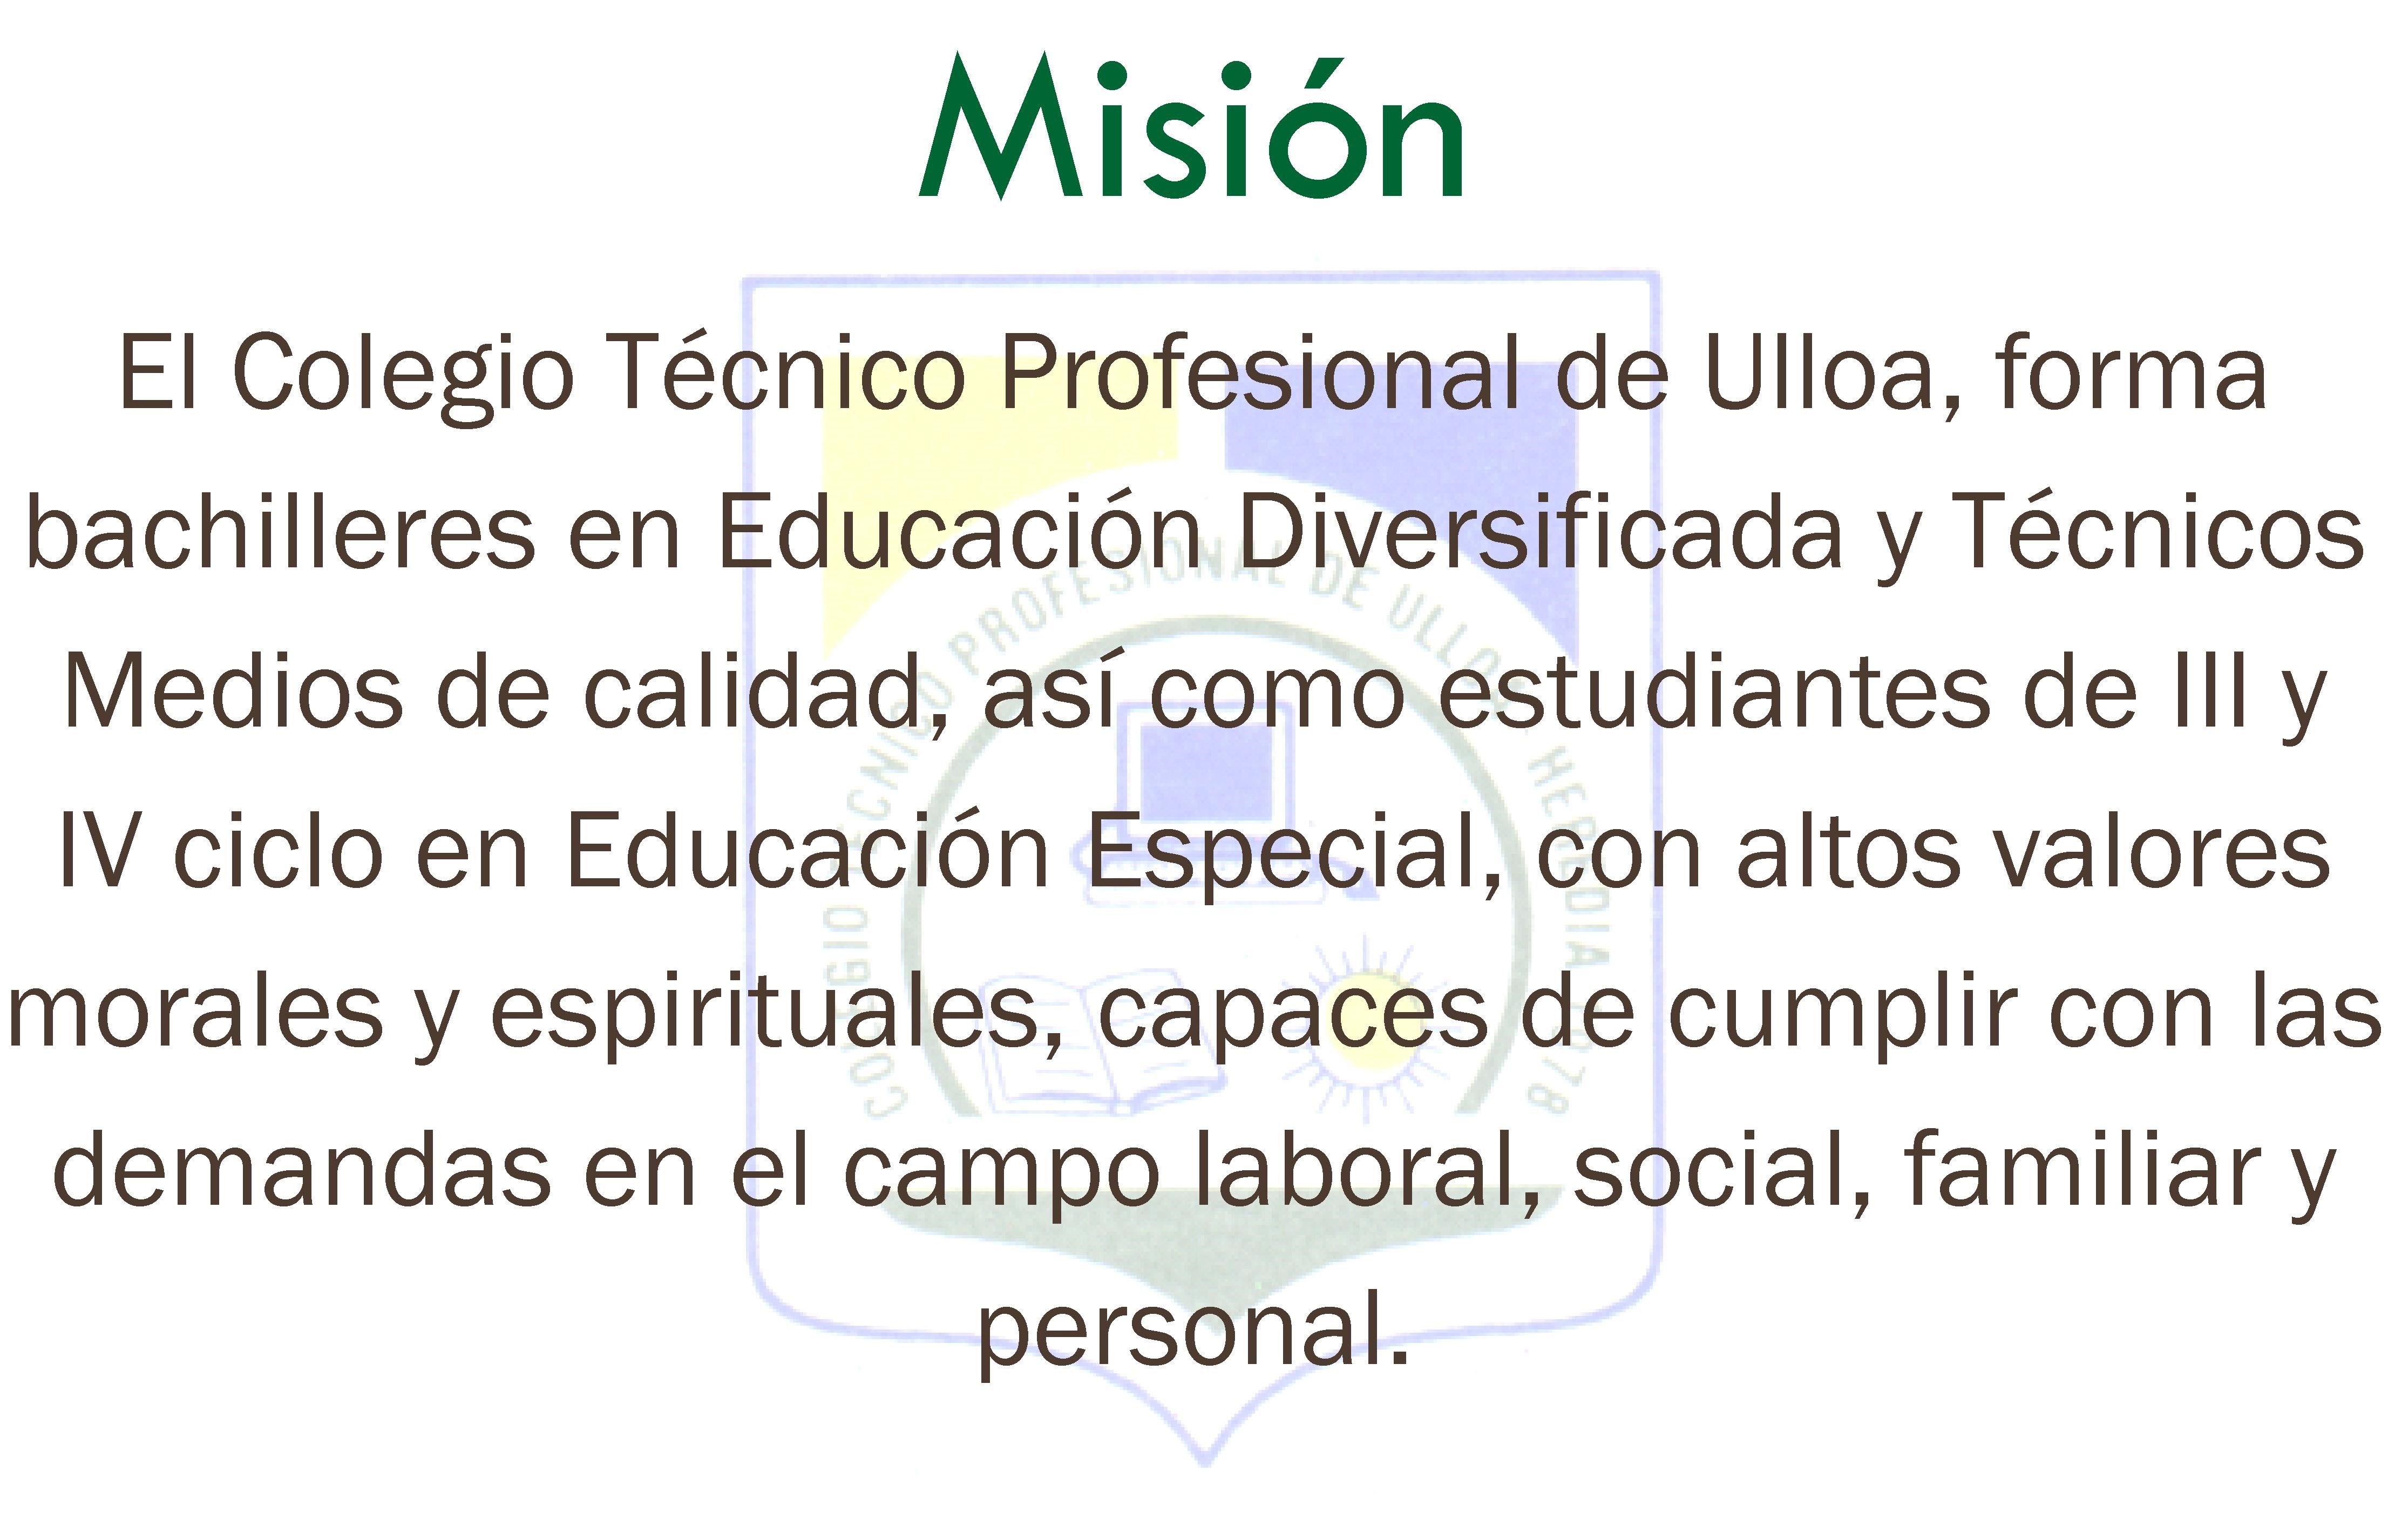 Misión
El Colegio Técnico Profesional de Ulloa, forma
bachilleres en Educación Diversificada y Técnicos
Medios de calidad, así como estudiantes de III y
IV ciclo en Educación Especial, con altos valores
morales y espirituales, capaces de cumplir con las
demandas en el campo laboral, social, familiar y
personal.
COLEGIO TECNICO PROFESIONAL DE ULLOA HEREDIA 1978